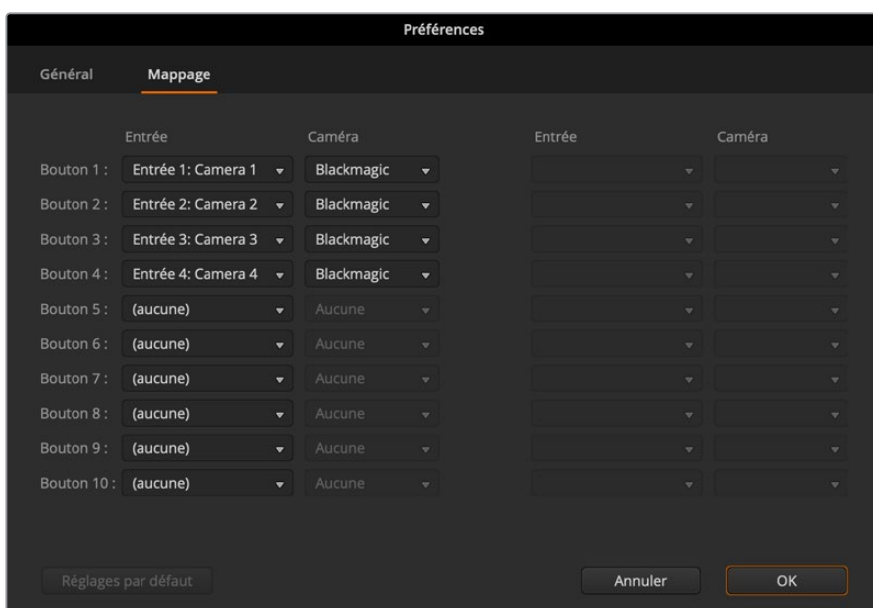 Préférences
Général Mappage
Entrée Caméra Entrée Caméra
Bouton 1 : Entrée 1: Camera 1 Blackmagic
Bouton 2 : Entrée 2: Camera 2 Blackmagic
Bouton 3 : Entrée 3: Camera 3 Blackmagic
Bouton 4 : Entrée 4: Camera 4 Blackmagic
Bouton 5 : (aucune) Aucune
Bouton 6 : (aucune) Aucune
Bouton 7 : (aucune) Aucune
Bouton 8 : (aucune) Aucune
Bouton 9 : (aucune) Aucune
Bouton 10 : (aucune) Aucune
Réglages par défaut Annuler OK